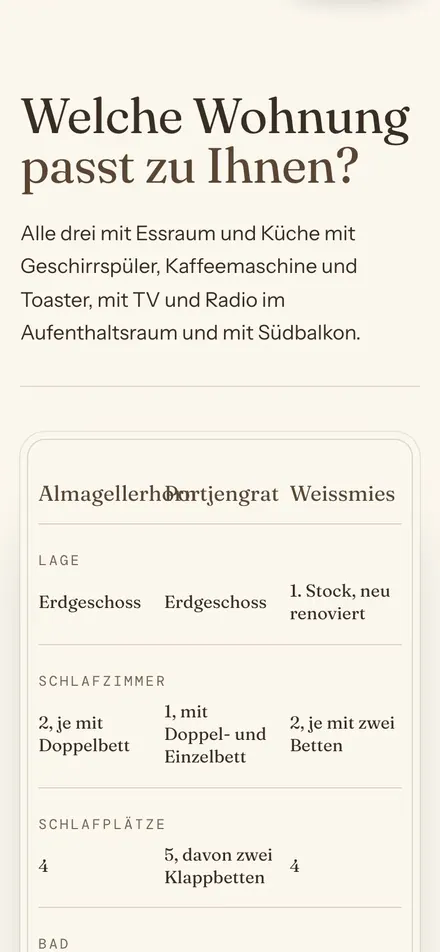 Welche Wohnung
passt zu Ihnen?
Alle drei mit Essraum und Küche mit
Geschirrspüler, Kaffeemaschine und
Toaster, mit TV und Radio im
Aufenthaltsraum und mit Südbalkon.
Almagellerhorn Portjengrat Weissmies
LAGE
Erdgeschoss Erdgeschoss 1. Stock, neu renoviert
SCHLAFZIMMER
2, je mit Doppelbett 1, mit Doppel- und Einzelbett 2, je mit zwei Betten
SCHLAFPLÄTZE
4 5, davon zwei Klappbetten 4
BAD